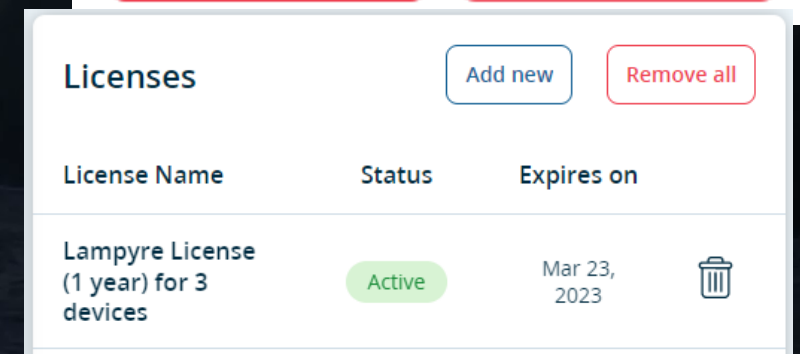 Licenses
Add new
Remove all
License Name
Status
Expires on
Lampyre License
(1 year) for 3
devices
Active
Mar 23,
2023